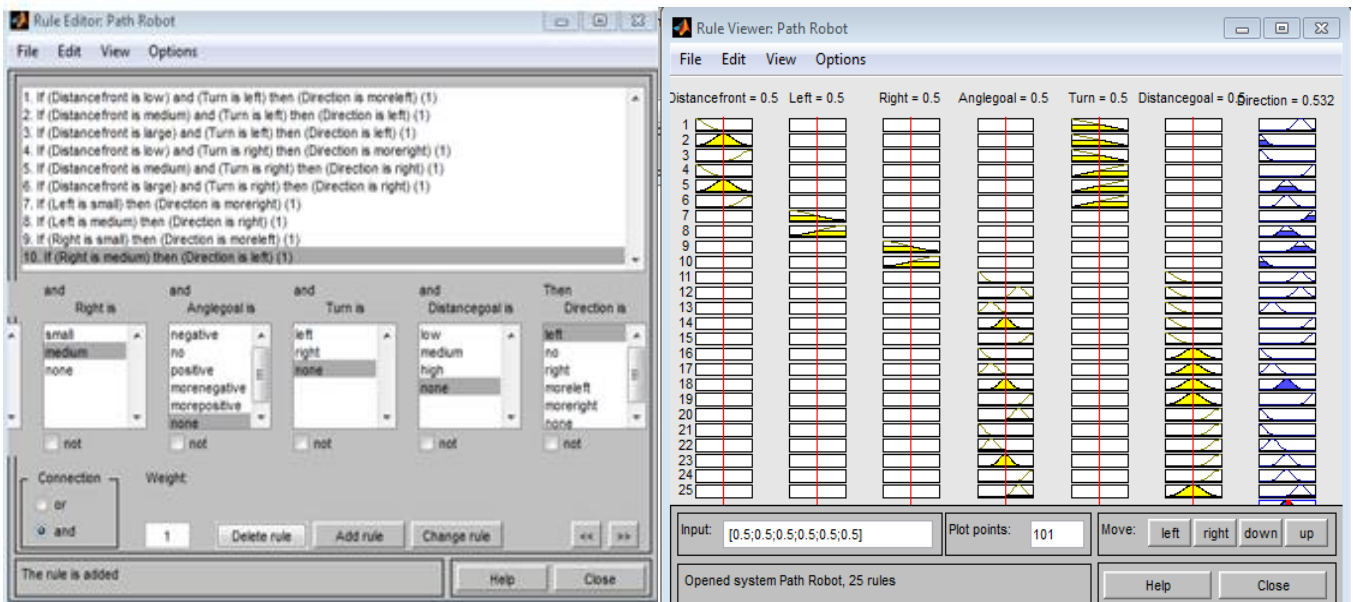 Rule Editor: Path Robot
File Edit View Options
1. If (Distancefront is low) and (Turn is left) then (Direction is moreleft) (1)
2. If (Distancefront is medium) and (Turn is left) then (Direction is left) (1)
3. If (Distancefront is large) and (Turn is left) then (Direction is left) (1)
4. If (Distancefront is low) and (Turn is right) then (Direction is moreright) (1)
5. If (Distancefront is medium) and (Turn is right) then (Direction is right) (1)
6. If (Distancefront is large) and (Turn is right) then (Direction is right) (1)
7. If (Left is small) then (Direction is moreright) (1)
8. If (Left is medium) then (Direction is right) (1)
9. If (Right is small) then (Direction is moreleft) (1)
10. If (Right is medium) then (Direction is left) (1)
and and and and Then
Right is Anglegoal is Turn is Distancegoal is Direction is
small negative left low left
medium no right medium no
none positive none high right
morenegative none moreleft
morepositive moreright
none none
not not not not not
Connection Weight:
or
and 1 Delete rule Add rule Change rule << >>
The rule is added Help Close
Rule Viewer: Path Robot
File Edit View Options
Distancefront = 0.5 Left = 0.5 Right = 0.5 Anglegoal = 0.5 Turn = 0.5 Distancegoal = 0.5 Direction = 0.532
1
2
3
4
5
6
7
8
9
10
11
12
13
14
15
16
17
18
19
20
21
22
23
24
25
Input: [0.5;0.5;0.5;0.5;0.5;0.5] Plot points: 101 Move: left right down up
Opened system Path Robot, 25 rules Help Close